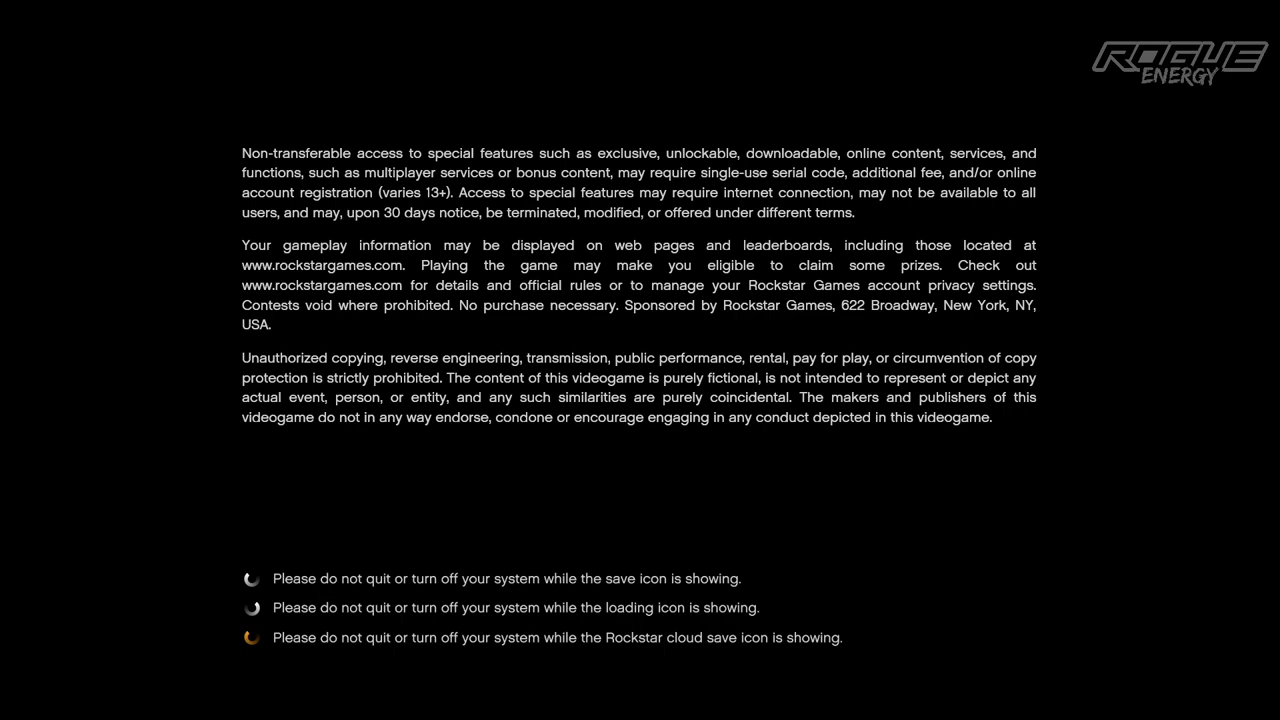 ROGUE
ENERGY
Non-transferable access to special features such as exclusive, unlockable, downloadable, online content, services, and
functions, such as multiplayer services or bonus content, may require single-use serial code, additional fee, and/or online
account registration (varies 13+). Access to special features may require internet connection, may not be available to all
users, and may, upon 30 days notice, be terminated, modified, or offered under different terms.
Your gameplay information may be displayed on web pages and leaderboards, including those located at
www.rockstargames.com. Playing the game may make you eligible to claim some prizes. Check out
www.rockstargames.com for details and official rules or to manage your Rockstar Games account privacy settings.
Contests void where prohibited. No purchase necessary. Sponsored by Rockstar Games, 622 Broadway, New York, NY,
USA.
Unauthorized copying, reverse engineering, transmission, public performance, rental, pay for play, or circumvention of copy
protection is strictly prohibited. The content of this videogame is purely fictional, is not intended to represent or depict any
actual event, person, or entity, and any such similarities are purely coincidental. The makers and publishers of this
videogame do not in any way endorse, condone or encourage engaging in any conduct depicted in this videogame.
Please do not quit or turn off your system while the save icon is showing.
Please do not quit or turn off your system while the loading icon is showing.
Please do not quit or turn off your system while the Rockstar cloud save icon is showing.